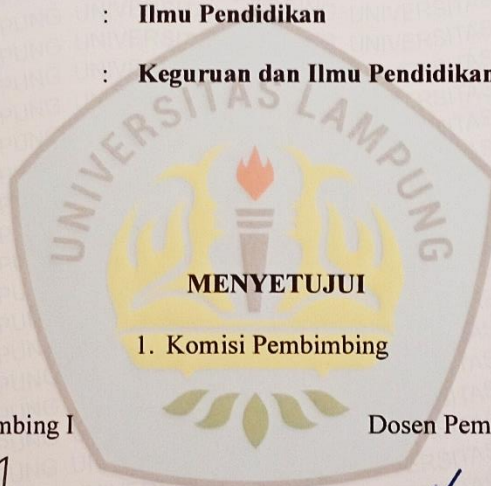 : Ilmu Pendidikan
: Keguruan dan Ilmu Pendidikan
UNIVERSITAS LAMPUNG
MENYETUJUI
1. Komisi Pembimbing
mbing I Dosen Pem